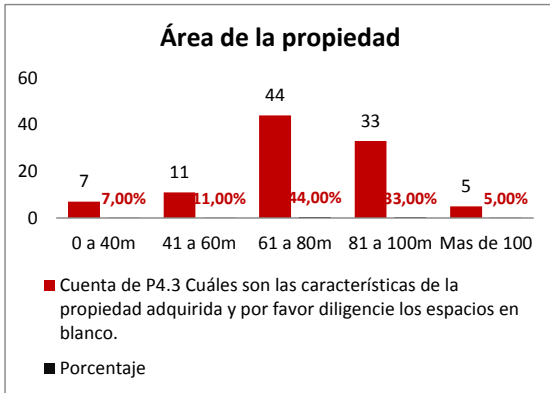 Área de la propiedad
60
40
20
0
7
11
44
33
5
7,00%
11,00%
44,00%
33,00%
5,00%
0 a 40m
41 a 60m
61 a 80m
81 a 100m
Mas de 100
Cuenta de P4.3 Cuáles son las características de la
propiedad adquirida y por favor diligencie los espacios en
blanco.
Porcentaje